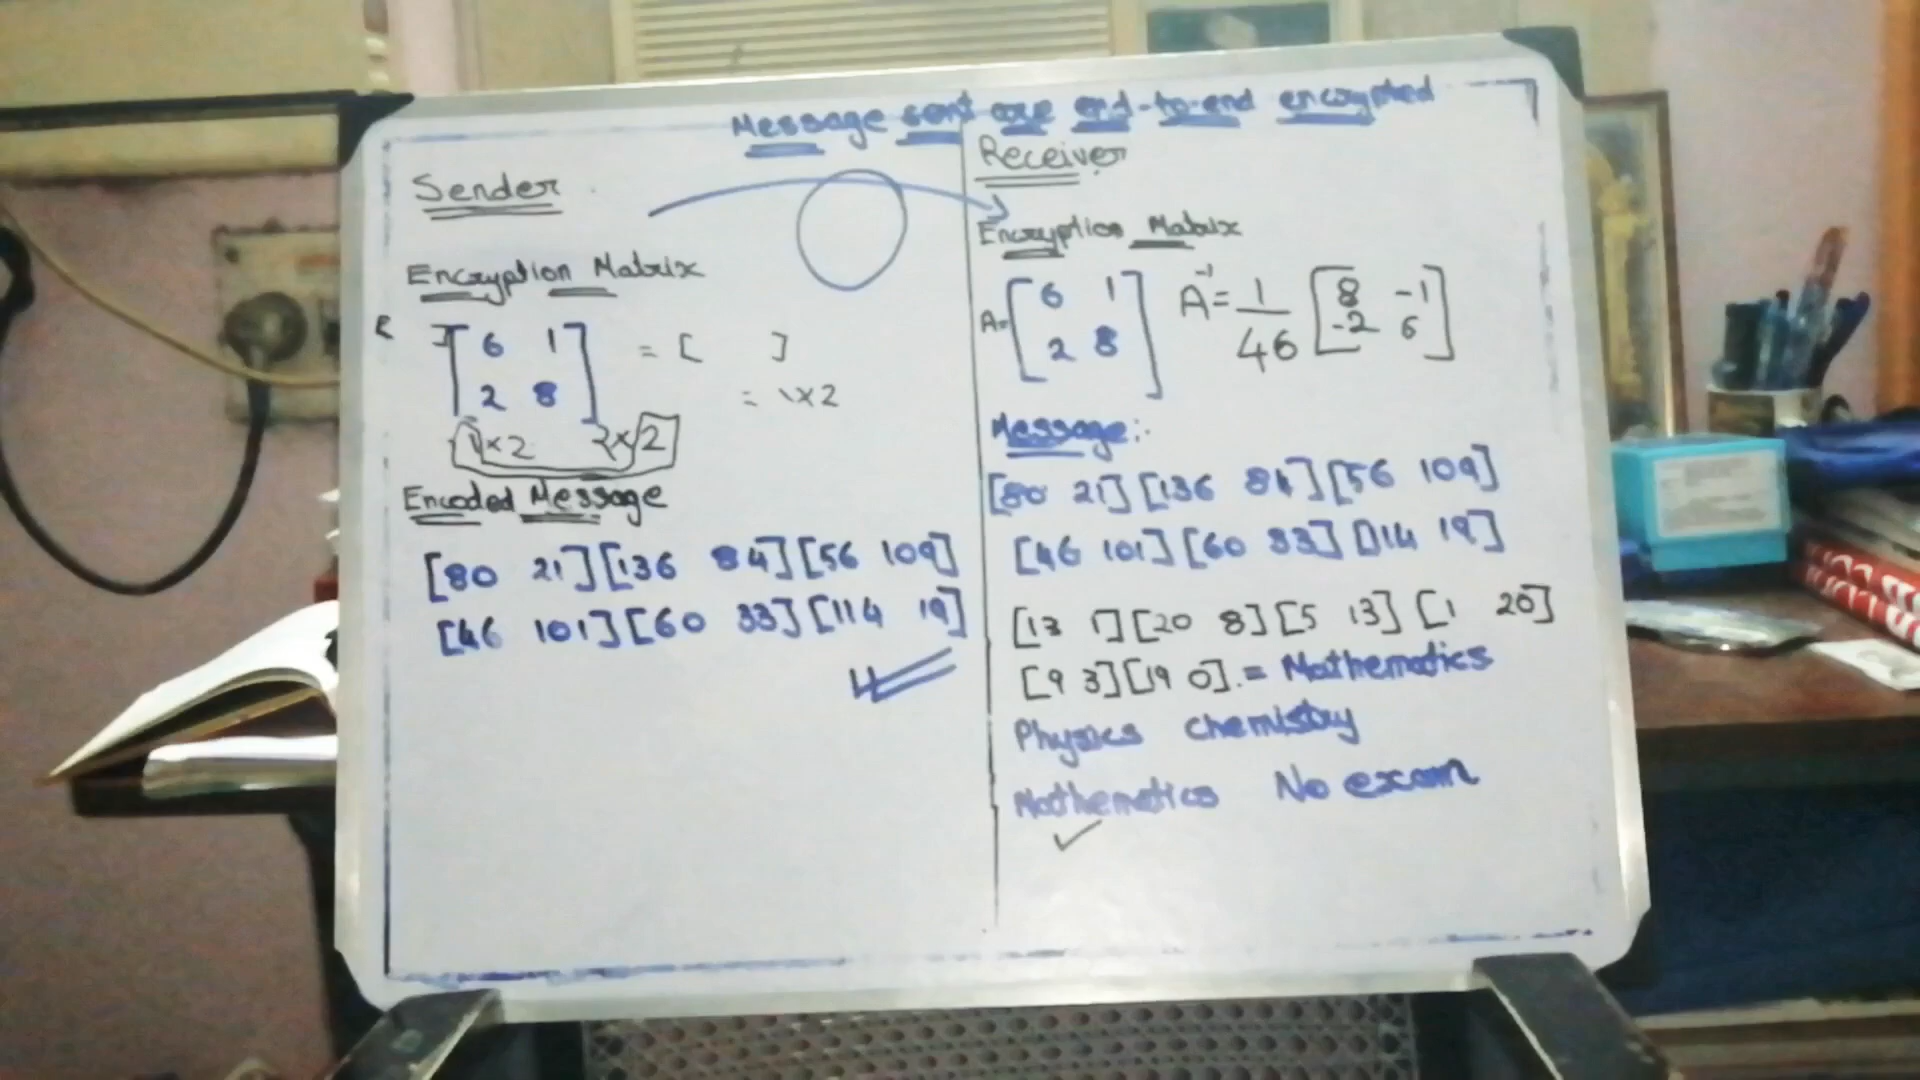 Message sent are end-to-end encrypted
Sender
Encryption Matrix
[6 1
2 8] = [ ]
= 1×2
1×2 2×2
Encoded Message
[80 21] [136 84] [56 109]
[46 101] [60 33] [114 19]
Receiver
Encryption Matrix
A= [6 1
2 8] A⁻¹ = 1/46 [8 -1
-2 6]
Message:-
[80 21] [136 84] [56 109]
[46 101] [60 33] [114 19]
[13 1] [20 8] [5 13] [1 20]
[9 3] [19 0]. = Mathematics
Physics Chemistry
Mathematics No exam